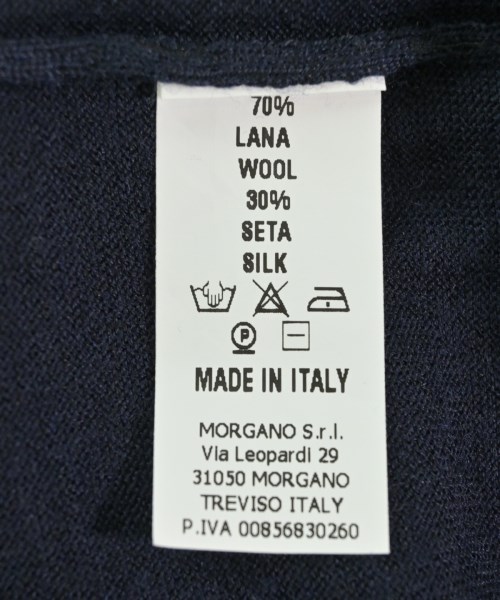 70%
LANA
WOOL
30%
SETA
SILK
P
MADE IN ITALY
MORGANO S.r.l.
Via Leopardi 29
31050 MORGANO
TREVISO ITALY
P.IVA 00856830260